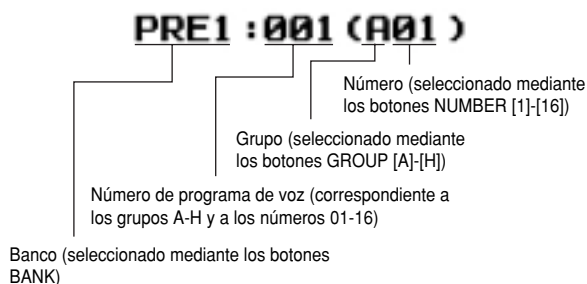 PRE1:001(A01)
Número (seleccionado mediante
los botones NUMBER [1]-[16])
Grupo (seleccionado mediante
los botones GROUP [A]-[H])
Número de programa de voz (correspondiente a
los grupos A-H y a los números 01-16)
Banco (seleccionado mediante los botones
BANK)